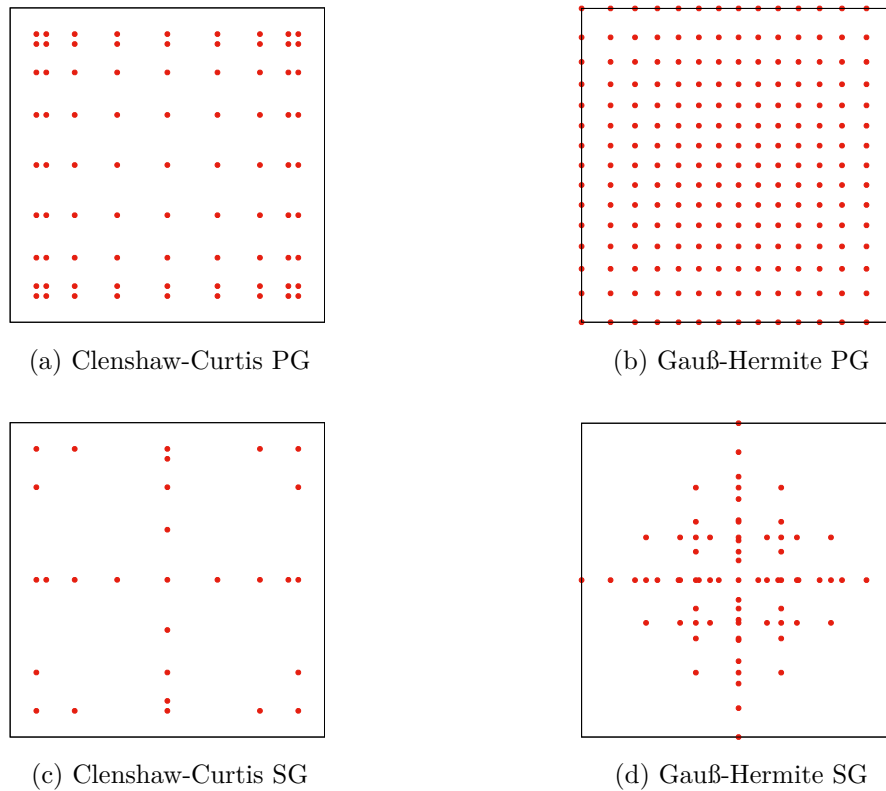 (a) Clenshaw-Curtis PG
(b) Gauß-Hermite PG
(c) Clenshaw-Curtis SG
(d) Gauß-Hermite SG